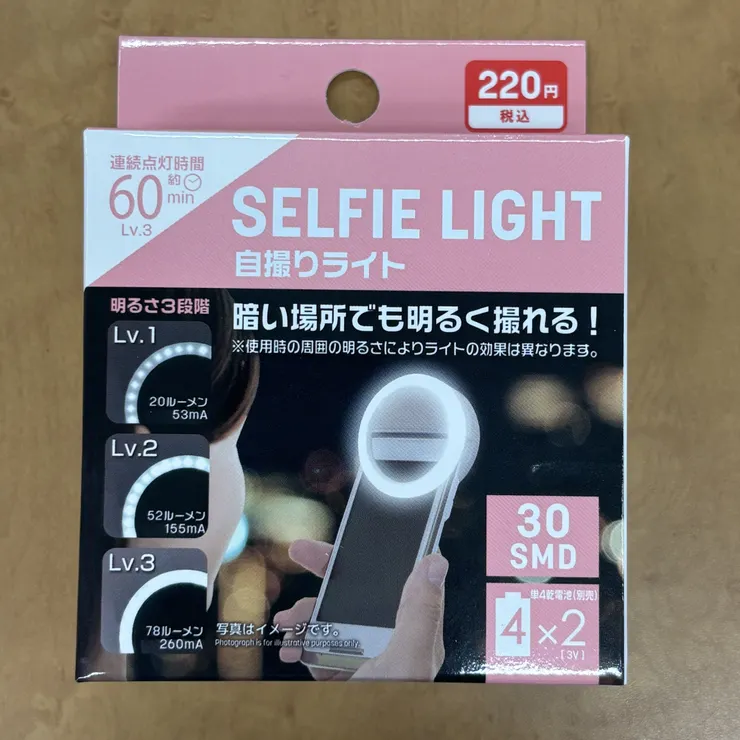 220円
税込
連続点灯時間
60約min
Lv.3
SELFIE LIGHT
自撮りライト
明るさ3段階
暗い場所でも明るく撮れる！
※使用時の周囲の明るさによりライトの効果は異なります。
Lv.1
20ルーメン
53mA
Lv.2
52ルーメン
155mA
Lv.3
78ルーメン
260mA
写真はイメージです。
Photograph is for illustrative purposes only.
30
SMD
単4乾電池(別売)
4×2
[3V]